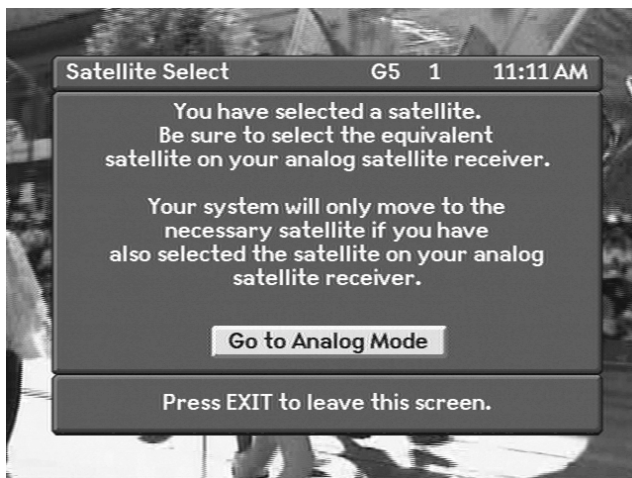 Satellite Select G5 1 11:11 AM
You have selected a satellite.
Be sure to select the equivalent
satellite on your analog satellite receiver.
Your system will only move to the
necessary satellite if you have
also selected the satellite on your analog
satellite receiver.
Go to Analog Mode
Press EXIT to leave this screen.